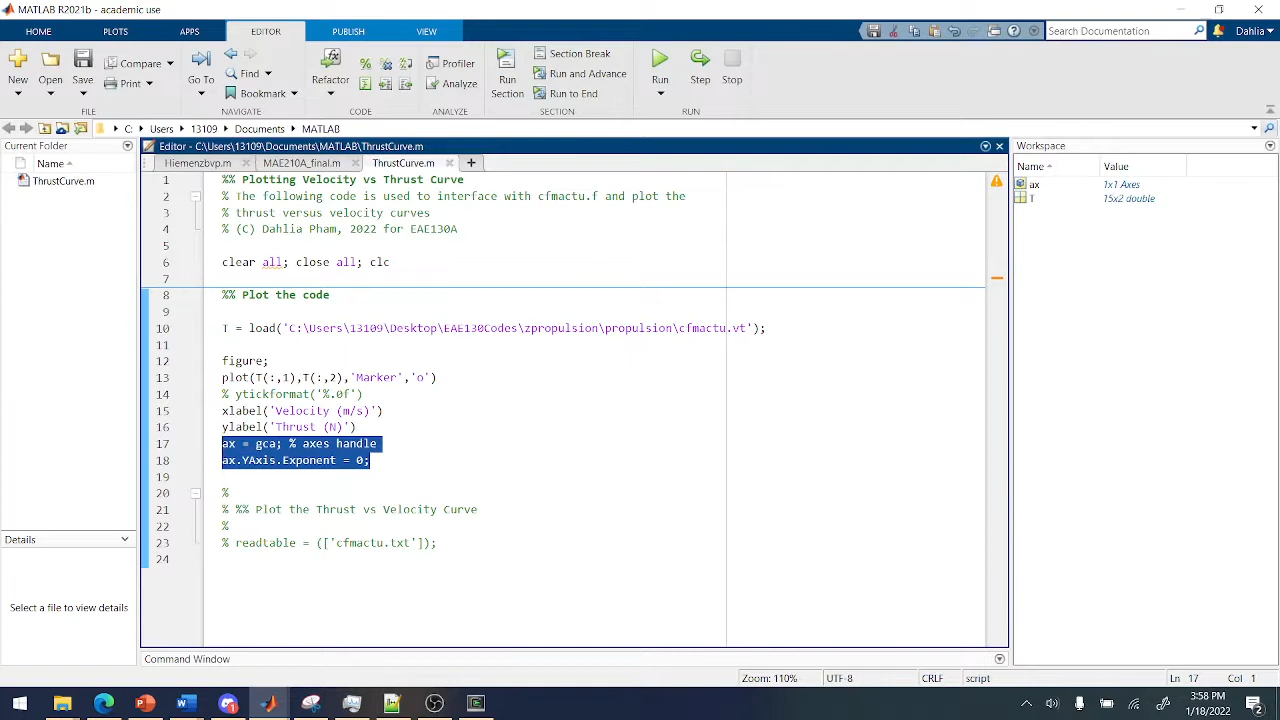 MATLAB R2021b - academic use
HOME PLOTS APPS EDITOR PUBLISH VIEW Search Documentation Dahlia
New Open Save Compare Print Go To Find Bookmark Refactor Profiler Analyze Run Section Section Break Run and Advance Run to End Run Step Stop
FILE NAVIGATE CODE ANALYZE SECTION RUN
C: Users 13109 Documents MATLAB
Current Folder
Name
ThrustCurve.m
Details
Select a file to view details
Editor - C:\Users\13109\Documents\MATLAB\ThrustCurve.m
Hiemenzbvp.m MAE210A_final.m ThrustCurve.m
1 %% Plotting Velocity vs Thrust Curve
2 % The following code is used to interface with cfmactu.f and plot the
3 % thrust versus velocity curves
4 % (C) Dahlia Pham, 2022 for EAE130A
5
6 clear all; close all; clc
7
8 %% Plot the code
9
10 T = load('C:\Users\13109\Desktop\EAE130Codes\zpropulsion\propulsion\cfmactu.vt');
11
12 figure;
13 plot(T(:,1),T(:,2),'Marker','o')
14 % ytickformat('%.0f')
15 xlabel('Velocity (m/s)')
16 ylabel('Thrust (N)')
17 ax = gca; % axes handle
18 ax.YAxis.Exponent = 0;
19
20 %
21 % %% Plot the Thrust vs Velocity Curve
22 %
23 % readtable = (['cfmactu.txt']);
24
Command Window
Workspace
Name Value
ax 1x1 Axes
T 15x2 double
Zoom: 110% UTF-8 CRLF script Ln 17 Col 1
3:58 PM
1/18/2022